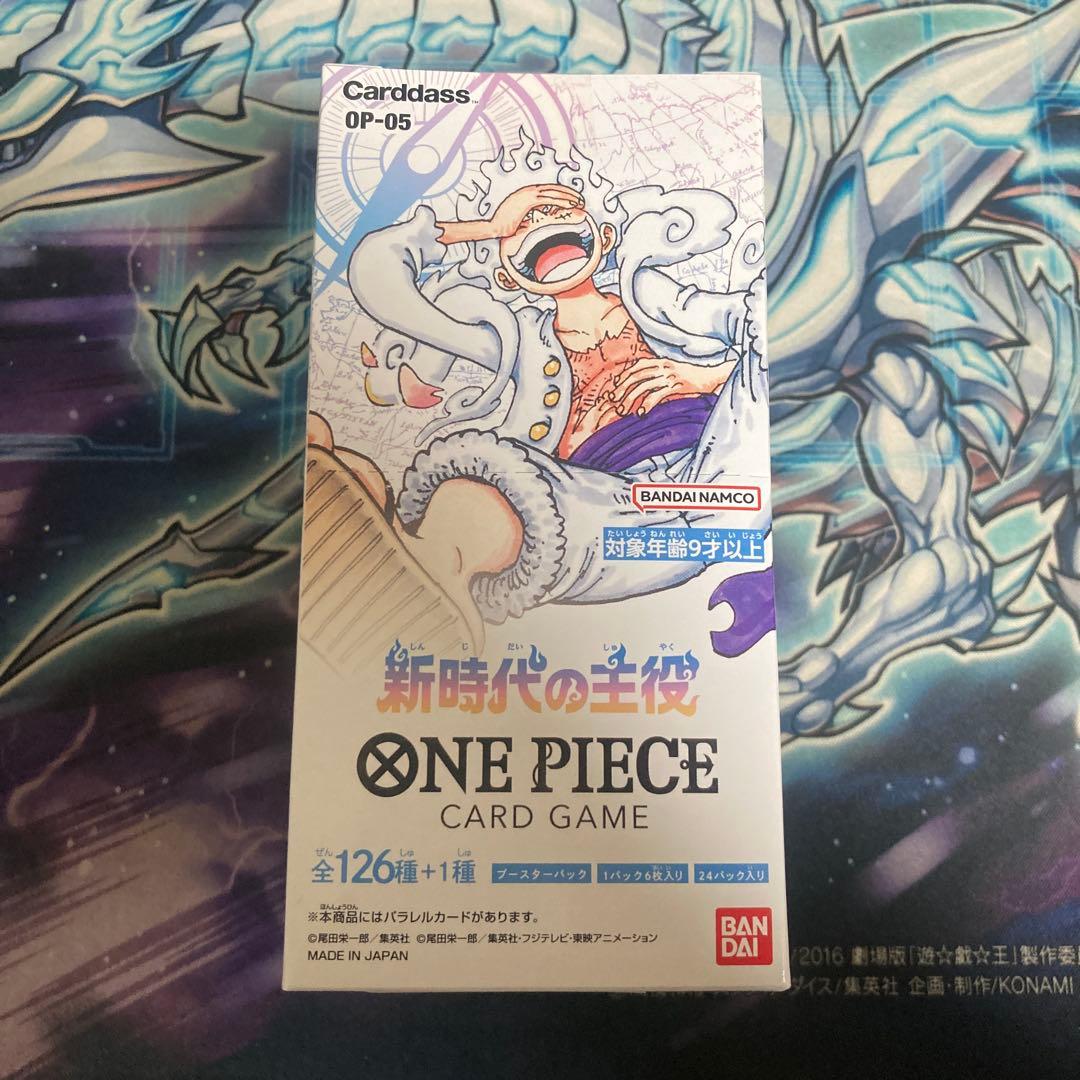 Carddass™
OP-05
BANDAI NAMCO
たいしょうねんれい さいいじょう
対象年齢9才以上
しんじだい しゅやく
新時代の主役
ONE PIECE
CARD GAME
ぜん しゅ しゅ
全126種+1種
ブースターパック
1パック6枚入り
24パック入り
ほんしょうひん
※本商品にはパラレルカードがあります。
©尾田栄一郎/集英社 ©尾田栄一郎/集英社・フジテレビ・東映アニメーション
MADE IN JAPAN
BAN
DAI
/2016 劇場版「遊☆戯☆王」製作委
ダイス/集英社 企画・制作/KONAMI